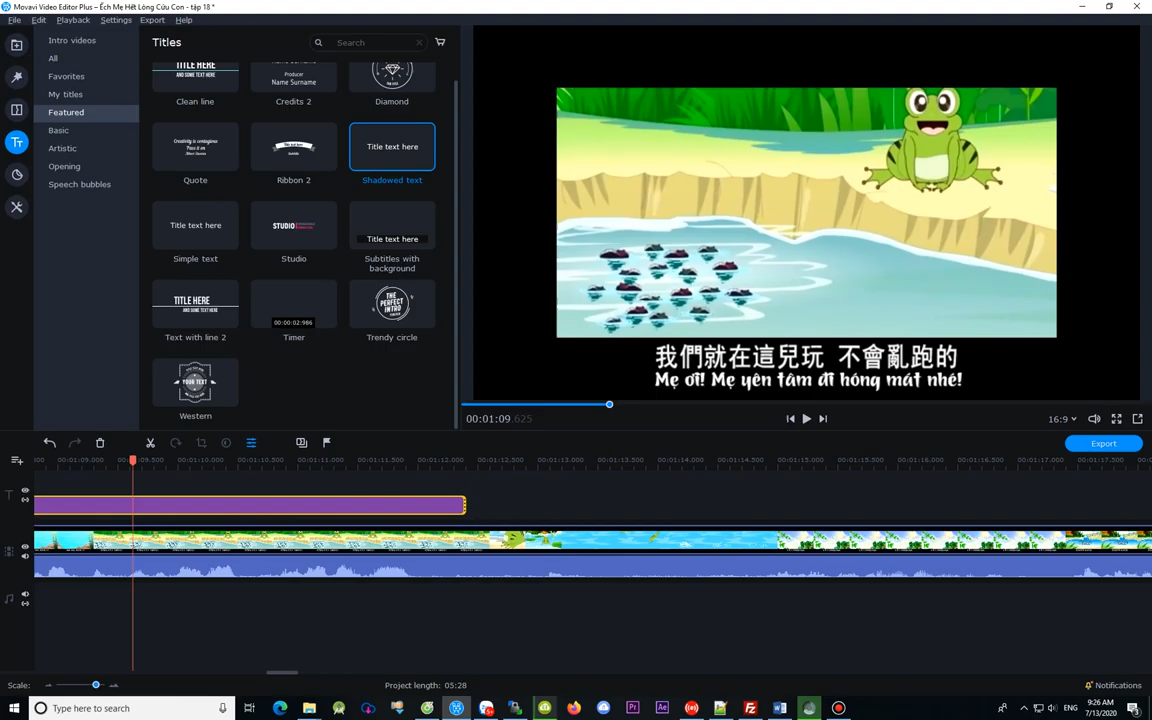 Movavi Video Editor Plus – Ếch Mẹ Hết Lòng Cứu Con - tập 18 *
File Edit Playback Settings Export Help
Intro videos
All
Favorites
My titles
Featured
Basic
Artistic
Opening
Speech bubbles
Titles
Search
TITLE HERE
AND SOME TEXT HERE
Clean line
Producer
Name Surname
Credits 2
Diamond
Quote
Title text here
Ribbon 2
Title text here
Shadowed text
Title text here
Simple text
STUDIO
Studio
Title text here
Subtitles with
background
TITLE HERE
AND SOME TEXT HERE
Text with line 2
00:00:02:986
Timer
THE
PERFECT
INTRO
Trendy circle
YOUR TEXT
Western
我們就在這兒玩 不會亂跑的
Mẹ ơi! Mẹ yên tâm đi hóng mát nhé!
00:01:09.625
16:9
Export
00:01:09.000 00:01:09.500 00:01:10.000 00:01:10.500 00:01:11.000 00:01:11.500 00:01:12.000 00:01:12.500 00:01:13.000 00:01:13.500 00:01:14.000 00:01:14.500 00:01:15.000 00:01:15.500 00:01:16.000 00:01:16.500 00:01:17.000 00:01:17.500
Scale:
Project length: 05:28
Notifications
Type here to search
ENG
9:26 AM
7/13/2020